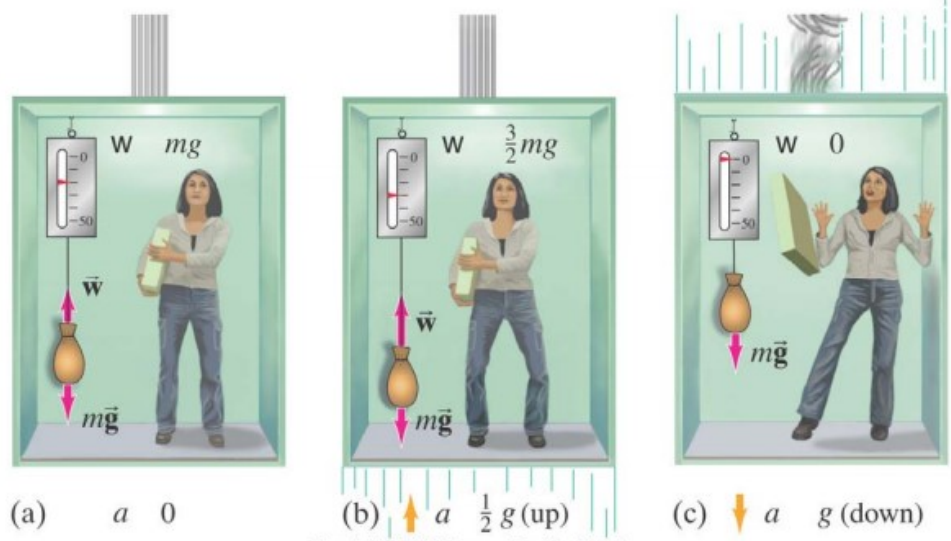 W mg
0
50
w⃗
mg⃗
(a) a 0
W 3/2 mg
0
50
w⃗
mg⃗
(b) a 1/2 g (up)
W 0
0
50
mg⃗
(c) a g (down)